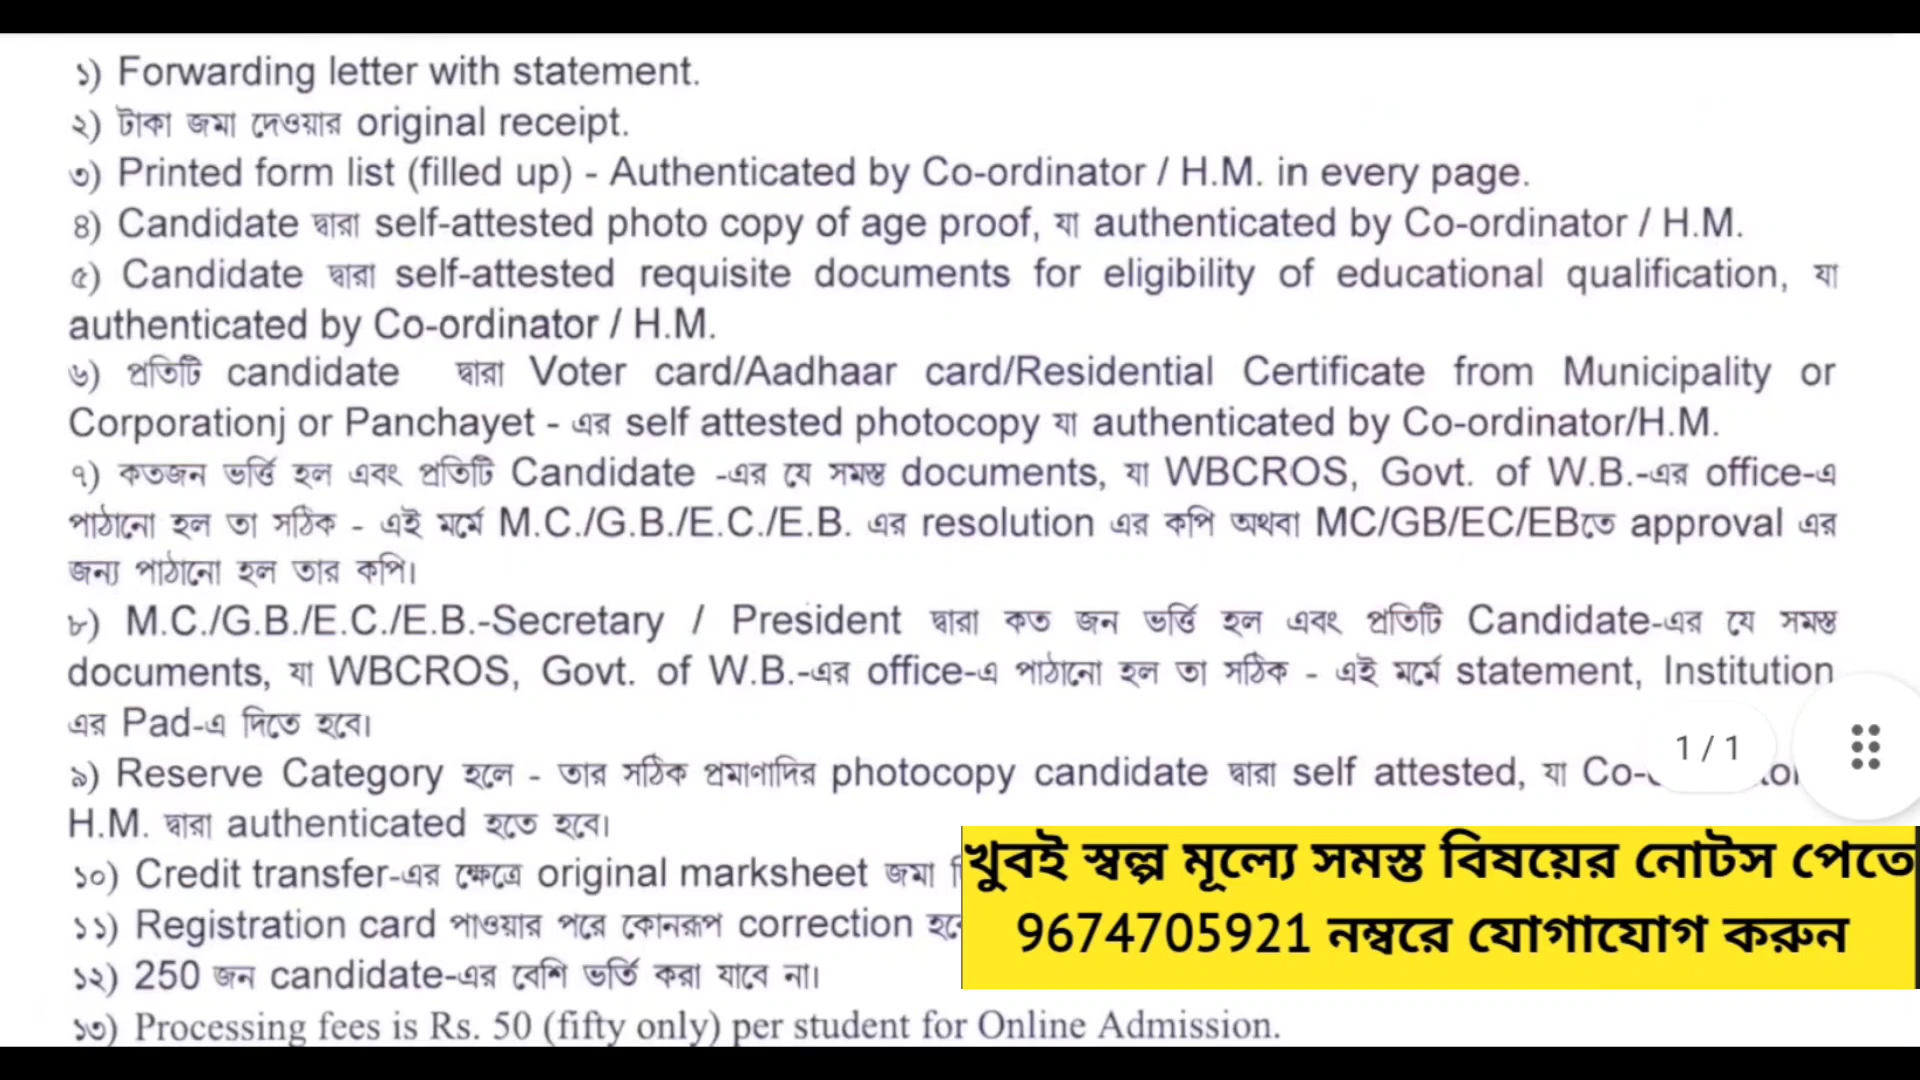 ১) Forwarding letter with statement.
২) টাকা জমা দেওয়ার original receipt.
৩) Printed form list (filled up) - Authenticated by Co-ordinator / H.M. in every page.
৪) Candidate দ্বারা self-attested photo copy of age proof, যা authenticated by Co-ordinator / H.M.
৫) Candidate দ্বারা self-attested requisite documents for eligibility of educational qualification, যা
authenticated by Co-ordinator / H.M.
৬) প্রতিটি candidate দ্বারা Voter card/Aadhaar card/Residential Certificate from Municipality or
Corporationj or Panchayet - এর self attested photocopy যা authenticated by Co-ordinator/H.M.
৭) কতজন ভর্ত্তি হল এবং প্রতিটি Candidate -এর যে সমস্ত documents, যা WBCROS, Govt. of W.B.-এর office-এ
পাঠানো হল তা সঠিক - এই মর্মে M.C./G.B./E.C./E.B. এর resolution এর কপি অথবা MC/GB/EC/EBতে approval এর
জন্য পাঠানো হল তার কপি।
৮) M.C./G.B./E.C./E.B.-Secretary / President দ্বারা কত জন ভর্ত্তি হল এবং প্রতিটি Candidate-এর যে সমস্ত
documents, যা WBCROS, Govt. of W.B.-এর office-এ পাঠানো হল তা সঠিক - এই মর্মে statement, Institution
এর Pad-এ দিতে হবে।
1 / 1
৯) Reserve Category হলে - তার সঠিক প্রমাণাদির photocopy candidate দ্বারা self attested, যা
H.M. দ্বারা authenticated হতে হবে।
১০) Credit transfer-এর ক্ষেত্রে original marksheet জমা
১১) Registration card পাওয়ার পরে কোনরূপ correction
১২) 250 জন candidate-এর বেশি ভর্তি করা যাবে না।
১৩) Processing fees is Rs. 50 (fifty only) per student for Online Admission.
খুবই স্বল্প মূল্যে সমস্ত বিষয়ের নোটস পেতে
9674705921 নম্বরে যোগাযোগ করুন